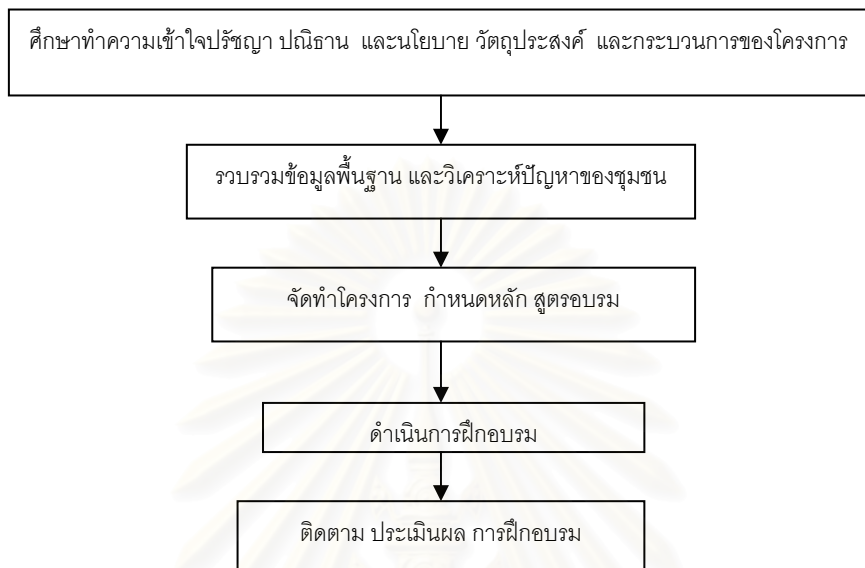 ศึกษาทำความเข้าใจปรัชญา ปณิธาน และนโยบาย วัตถุประสงค์ และกระบวนการของโครงการ
รวบรวมข้อมูลพื้นฐาน และวิเคราะห์ปัญหาของชุมชน
จัดทำโครงการ กำหนดหลัก สูตรอบรม
ดำเนินการฝึกอบรม
ติดตาม ประเมินผล การฝึกอบรม